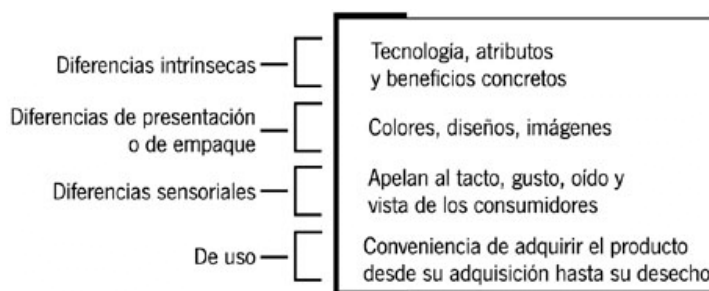 Diferencias intrínsecas
Tecnología, atributos
y beneficios concretos
Diferencias de presentación
o de empaque
Colores, diseños, imágenes
Diferencias sensoriales
Apelan al tacto, gusto, oído y
vista de los consumidores
De uso
Conveniencia de adquirir el producto
desde su adquisición hasta su desecho